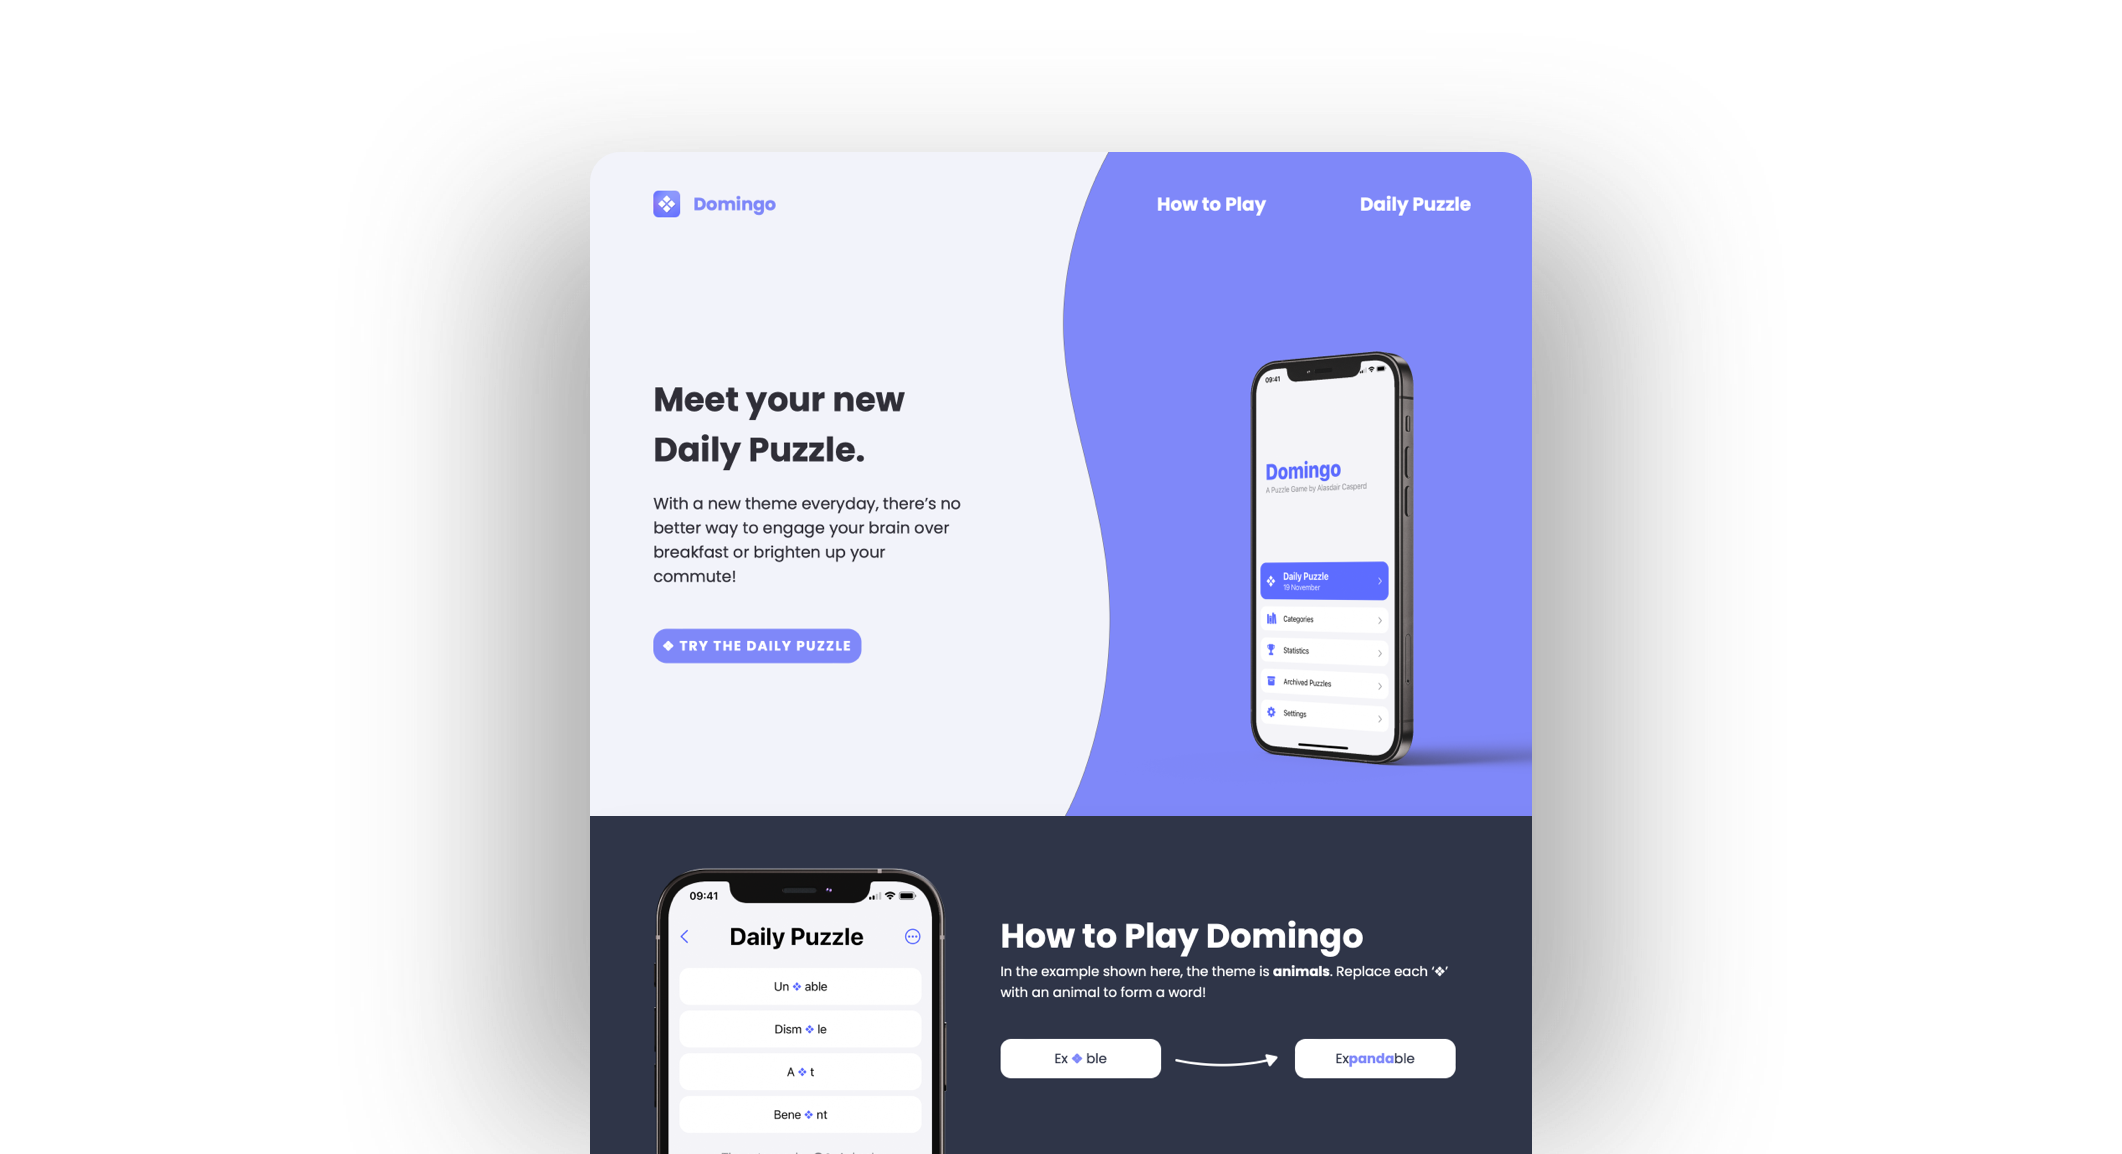 Domingo
How to Play
Daily Puzzle
Meet your new
Daily Puzzle.
With a new theme everyday, there’s no
better way to engage your brain over
breakfast or brighten up your
commute!
❖ TRY THE DAILY PUZZLE
09:41
Domingo
A Puzzle Game by Alasdair Casperd
Daily Puzzle
19 November
Categories
Statistics
Archived Puzzles
Settings
09:41
Daily Puzzle
Un ❖ able
Dism ❖ le
A ❖ t
Bene ❖ nt
How to Play Domingo
In the example shown here, the theme is animals. Replace each ‘❖’
with an animal to form a word!
Ex ❖ ble
Expandable